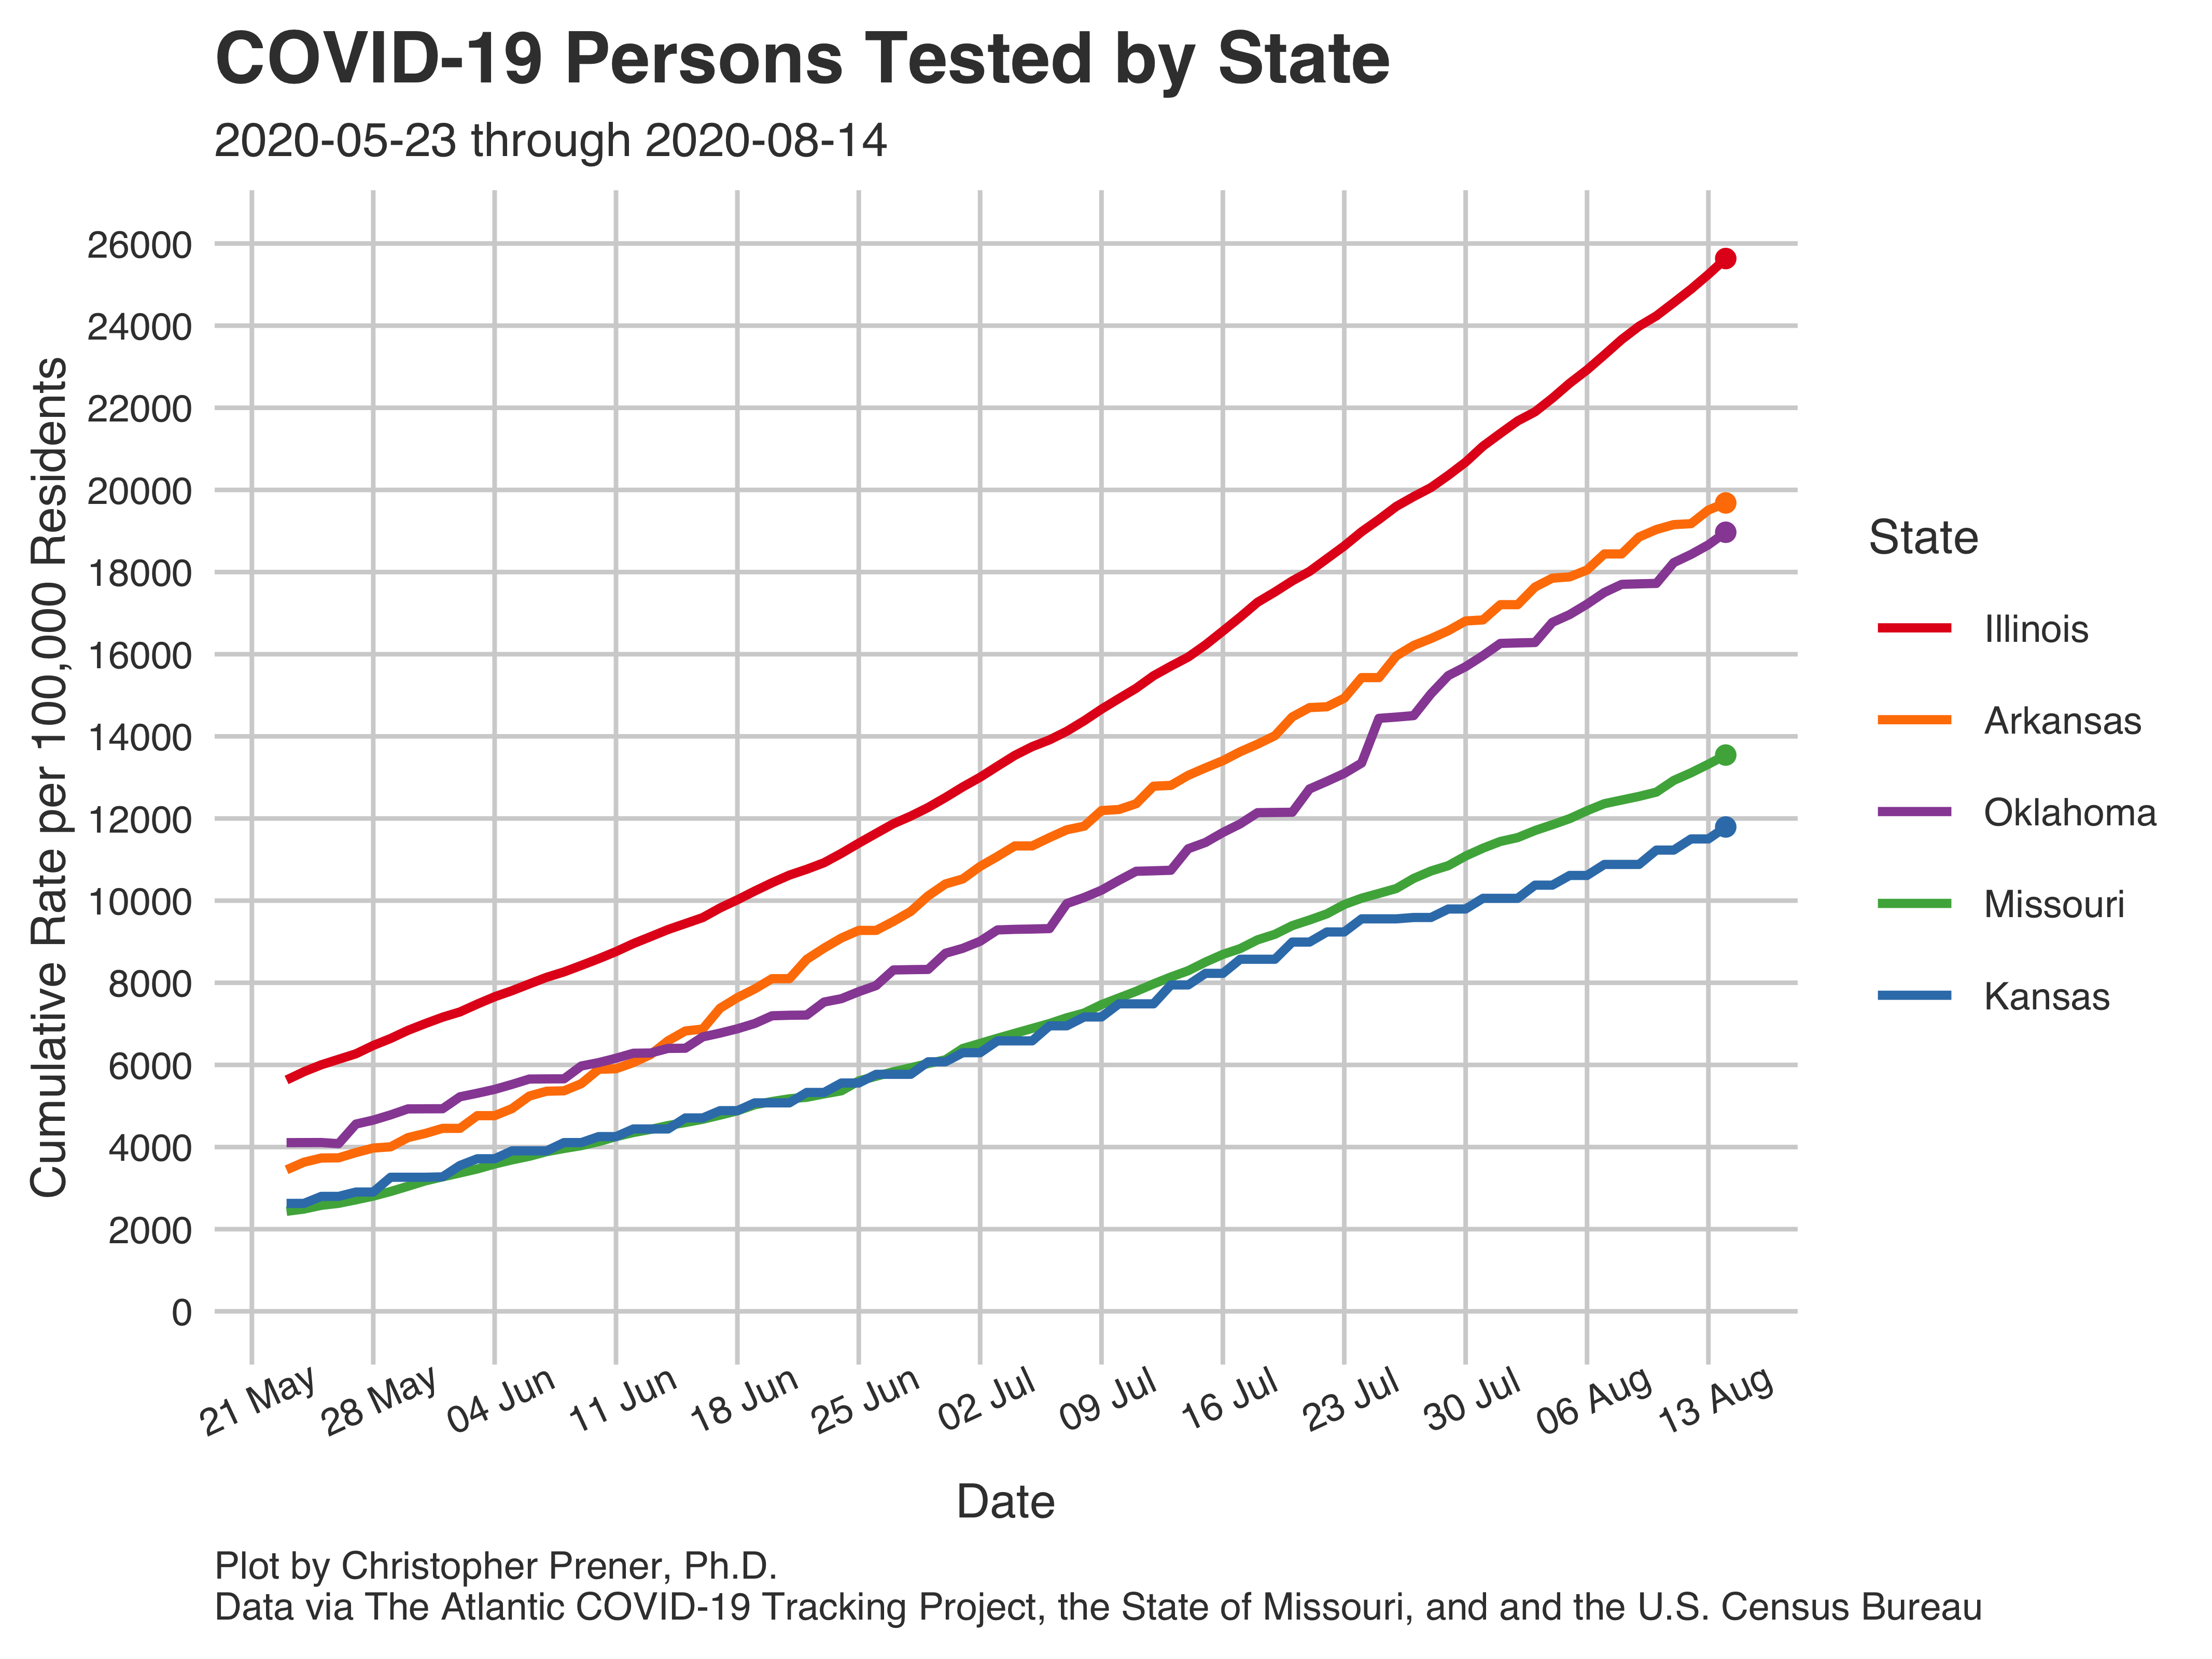 COVID-19 Persons Tested by State
2020-05-23 through 2020-08-14
Cumulative Rate per 100,000 Residents
26000
24000
22000
20000
18000
16000
14000
12000
10000
8000
6000
4000
2000
0
21 May
28 May
04 Jun
11 Jun
18 Jun
25 Jun
02 Jul
09 Jul
16 Jul
23 Jul
30 Jul
06 Aug
13 Aug
Date
State
Illinois
Arkansas
Oklahoma
Missouri
Kansas
Plot by Christopher Prener, Ph.D.
Data via The Atlantic COVID-19 Tracking Project, the State of Missouri, and and the U.S. Census Bureau